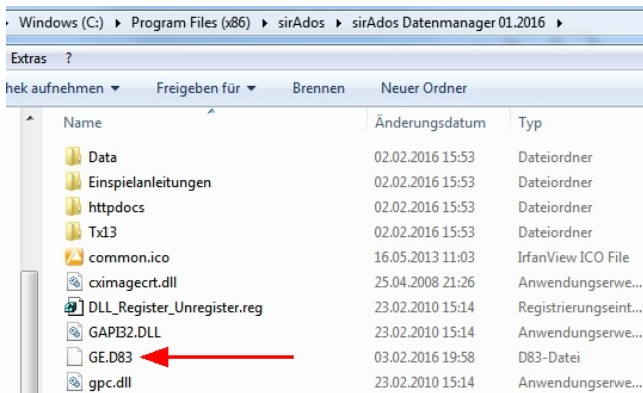 Windows (C:) ▸ Program Files (x86) ▸ sirAdos ▸ sirAdos Datenmanager 01.2016 ▸
Extras ?
hek aufnehmen ▾ Freigeben für ▾ Brennen Neuer Ordner
Name Änderungsdatum Typ
Data 02.02.2016 15:53 Dateiordner
Einspielanleitungen 02.02.2016 15:53 Dateiordner
httpdocs 02.02.2016 15:53 Dateiordner
Tx13 02.02.2016 15:53 Dateiordner
common.ico 16.05.2013 11:03 IrfanView ICO File
cximagecrt.dll 25.04.2008 21:26 Anwendungserwe...
DLL_Register_Unregister.reg 23.02.2010 15:14 Registrierungseint...
GAPI32.DLL 23.02.2010 15:14 Anwendungserwe...
GE.D83 03.02.2016 19:58 D83-Datei
gpc.dll 23.02.2010 15:14 Anwendungserwe...